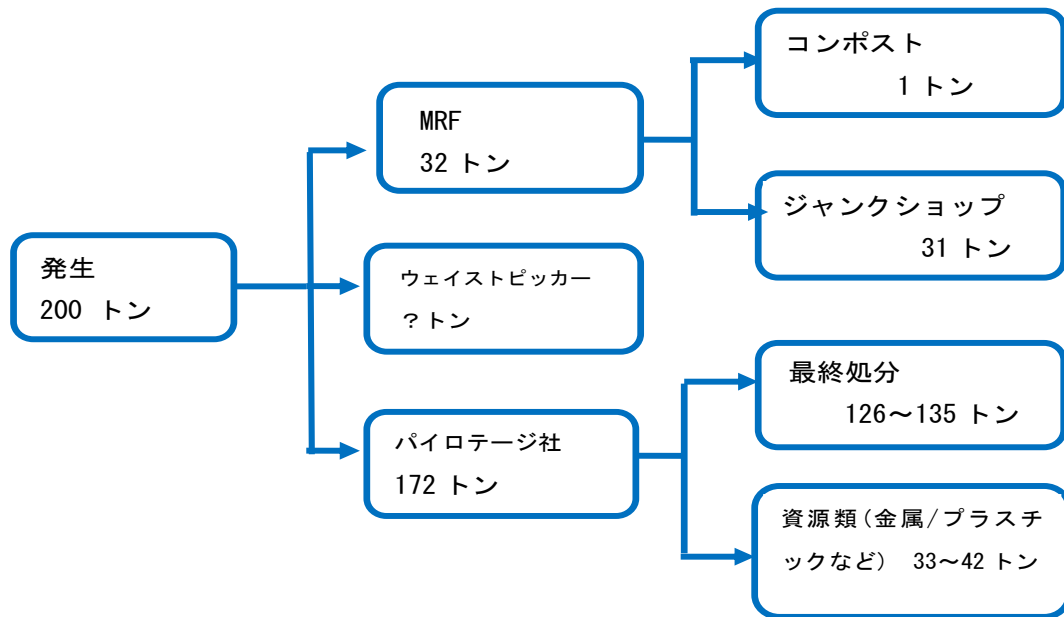 発生
200 トン
MRF
32 トン
ウェイストピッカー
？トン
パイロテージ社
172 トン
コンポスト
1 トン
ジャンクショップ
31 トン
最終処分
126～135 トン
資源類(金属/プラスチ
ックなど) 33～42 トン